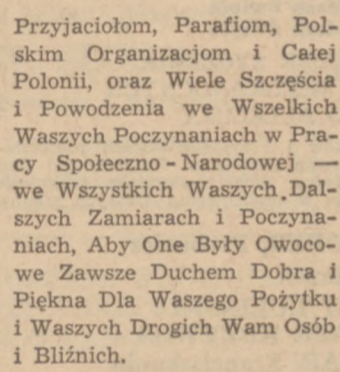 Przyjaciołom, Parafiom, Pol-
skim Organizacjom i Całej
Polonii, oraz Wiele Szczęścia
i Powodzenia we Wszelkich
Waszych Poczynaniach w Pra-
cy Społeczno - Narodowej —
we Wszystkich Waszych Dal-
szych Zamiarach i Poczyna-
niach, Aby One Były Owoco-
we Zawsze Duchem Dobra i
Piękna Dla Waszego Pożytku
i Waszych Drogich Wam Osób
i Bliźnich.